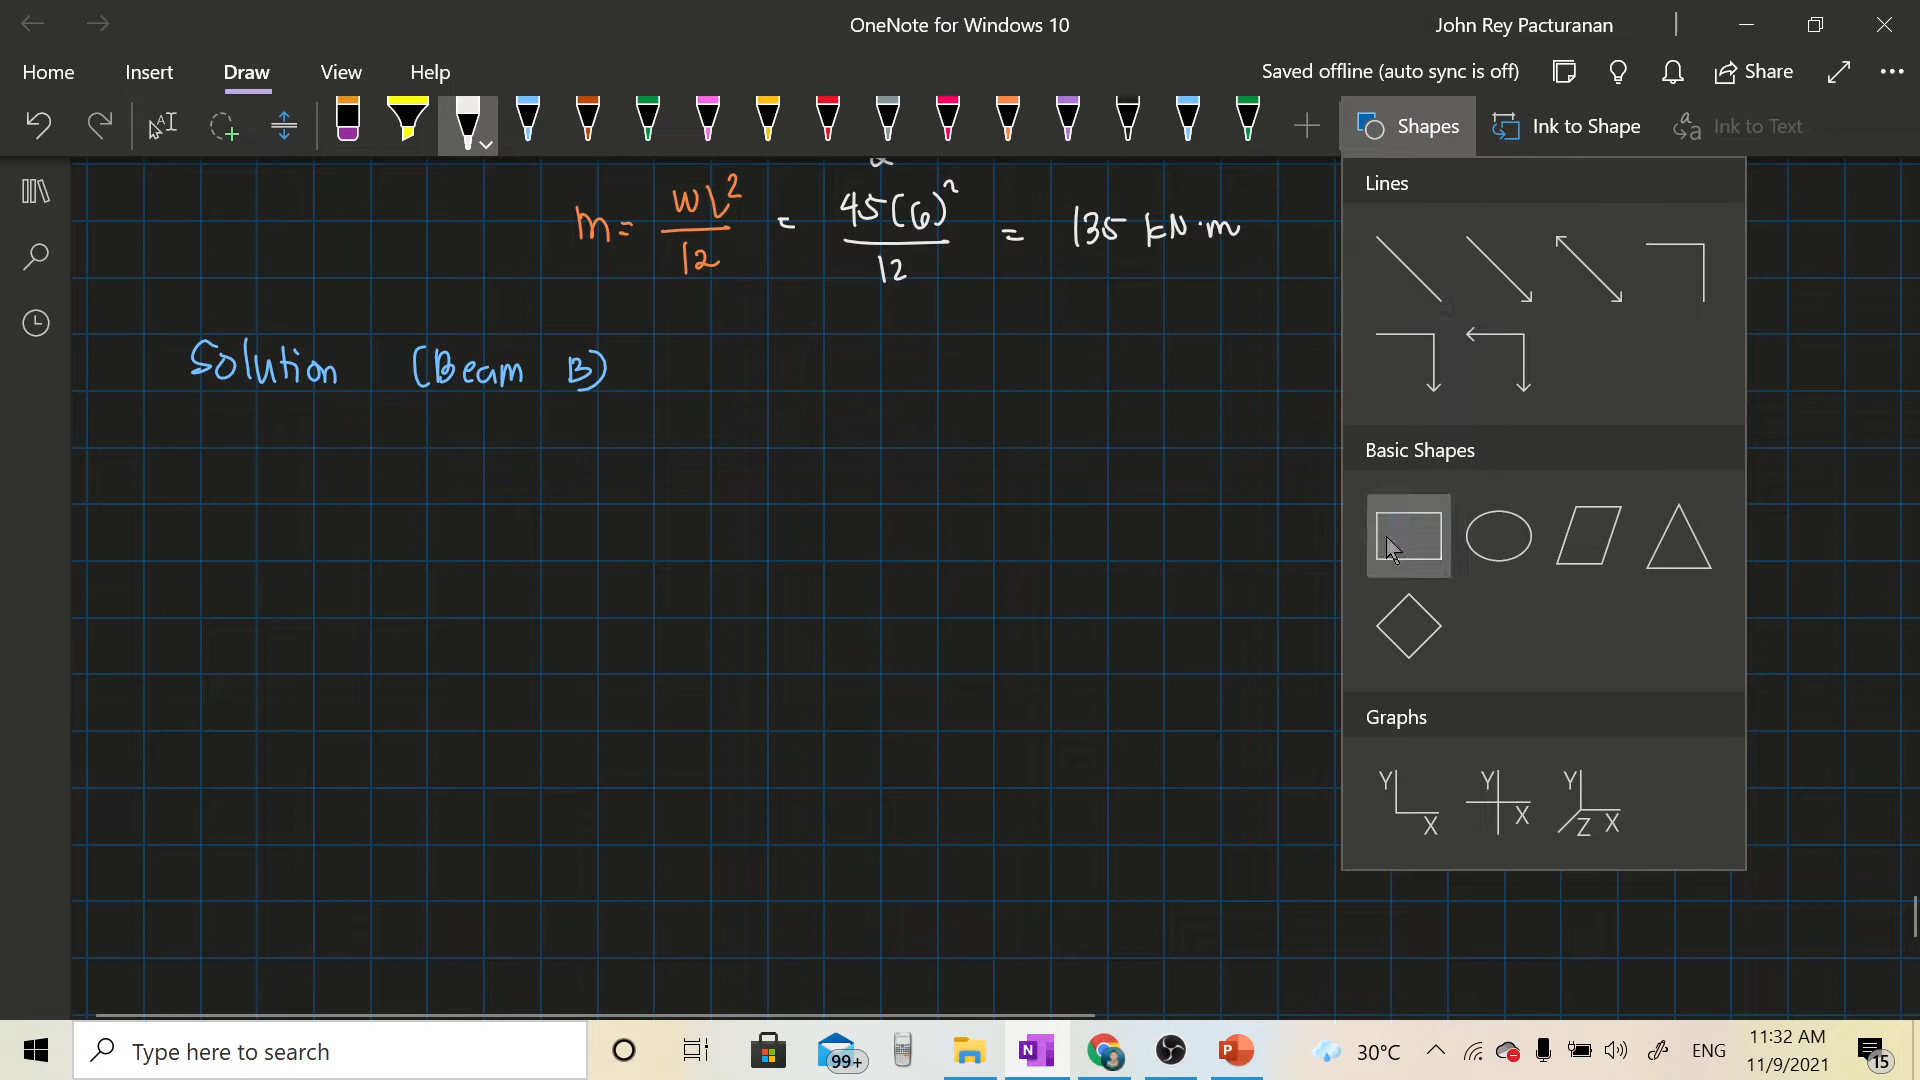 OneNote for Windows 10
John Rey Pacturanan
Home Insert Draw View Help
Saved offline (auto sync is off)
Share
Shapes
Ink to Shape
Ink to Text
Lines
m = wL²/12 = 45(6)²/12 = 135 kN·m
Solution (Beam B)
Basic Shapes
Graphs
Y X
Y X
Y Z X
Type here to search
99+
30°C
ENG
11:32 AM
11/9/2021
15